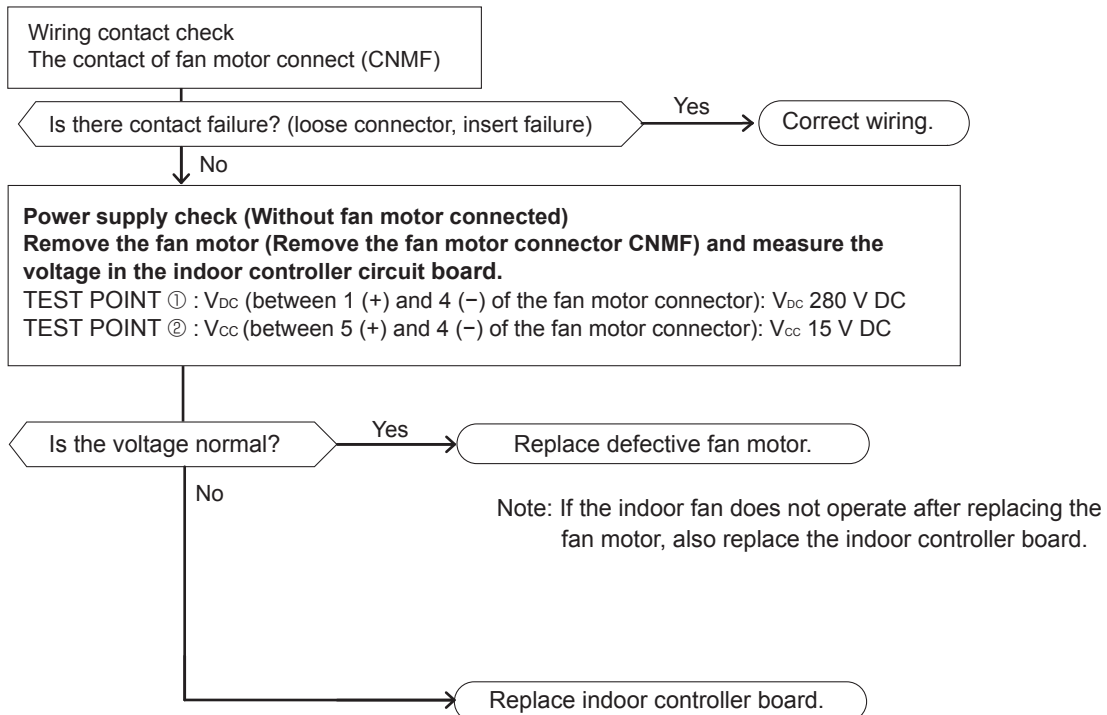 Wiring contact check
The contact of fan motor connect (CNMF)
Is there contact failure? (loose connector, insert failure)
Yes
Correct wiring.
No
Power supply check (Without fan motor connected)
Remove the fan motor (Remove the fan motor connector CNMF) and measure the
voltage in the indoor controller circuit board.
TEST POINT ① : VDC (between 1 (+) and 4 (−) of the fan motor connector): VDC 280 V DC
TEST POINT ② : VCC (between 5 (+) and 4 (−) of the fan motor connector): Vcc 15 V DC
Is the voltage normal?
Yes
Replace defective fan motor.
No
Note: If the indoor fan does not operate after replacing the
fan motor, also replace the indoor controller board.
Replace indoor controller board.